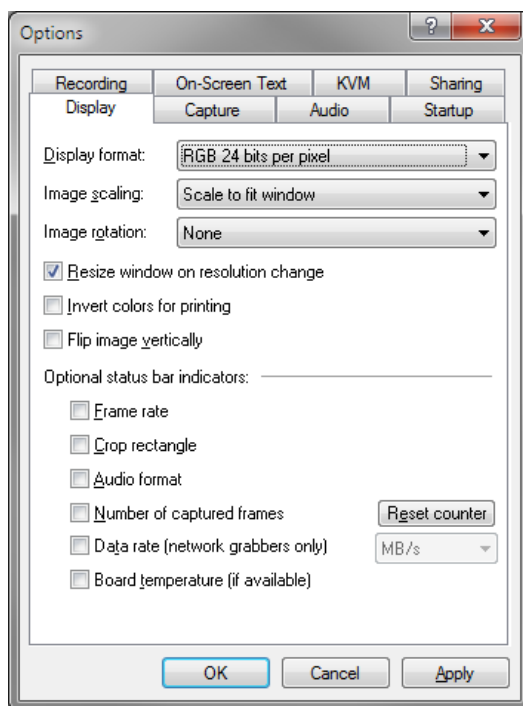 Options
Recording On-Screen Text KVM Sharing
Display Capture Audio Startup
Display format: RGB 24 bits per pixel
Image scaling: Scale to fit window
Image rotation: None
Resize window on resolution change
Invert colors for printing
Flip image vertically
Optional status bar indicators:
Frame rate
Crop rectangle
Audio format
Number of captured frames Reset counter
Data rate (network grabbers only) MB/s
Board temperature (if available)
OK Cancel Apply